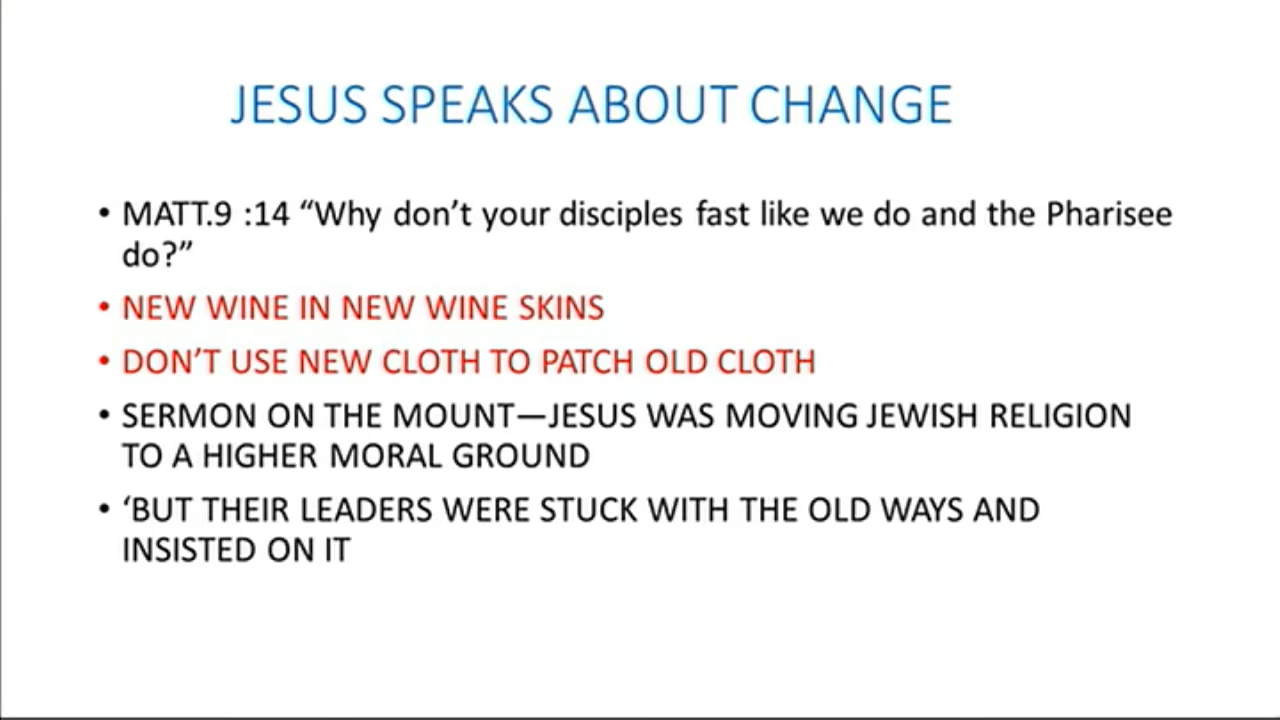 JESUS SPEAKS ABOUT CHANGE
• MATT.9 :14 “Why don’t your disciples fast like we do and the Pharisee
do?”
• NEW WINE IN NEW WINE SKINS
• DON’T USE NEW CLOTH TO PATCH OLD CLOTH
• SERMON ON THE MOUNT—JESUS WAS MOVING JEWISH RELIGION
TO A HIGHER MORAL GROUND
• ‘BUT THEIR LEADERS WERE STUCK WITH THE OLD WAYS AND
INSISTED ON IT